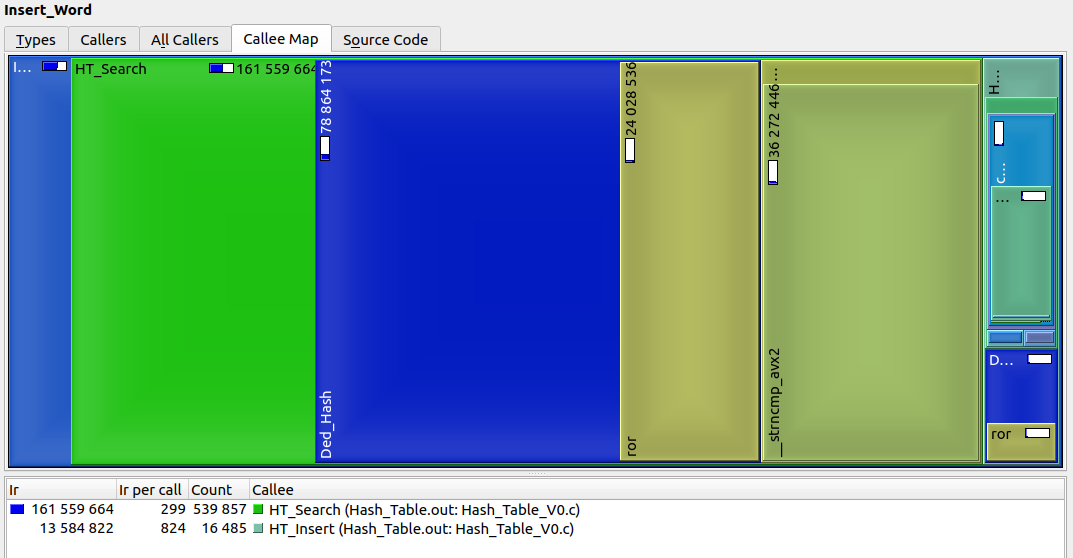 Insert_Word
Types Callers All Callers Callee Map Source Code
I...
HT_Search 161 559 664
78 864 173
Ded_Hash
24 028 536
ror
36 272 446...
__strncmp_avx2
H...
c...
...
D...
ror
Ir Ir per call Count Callee
161 559 664 299 539 857 HT_Search (Hash_Table.out: Hash_Table_V0.c)
13 584 822 824 16 485 HT_Insert (Hash_Table.out: Hash_Table_V0.c)